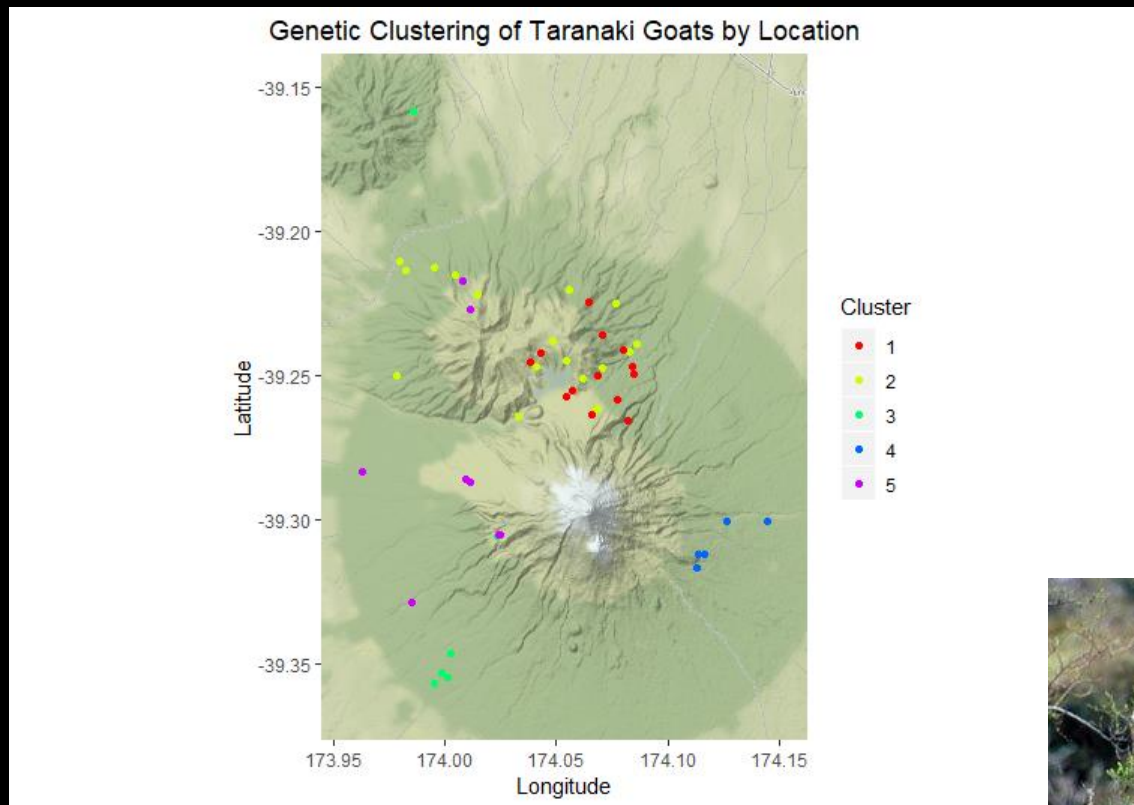 Genetic Clustering of Taranaki Goats by Location
-39.15
-39.20
-39.25
-39.30
-39.35
Latitude
173.95 174.00 174.05 174.10 174.15
Longitude
Cluster
1
2
3
4
5